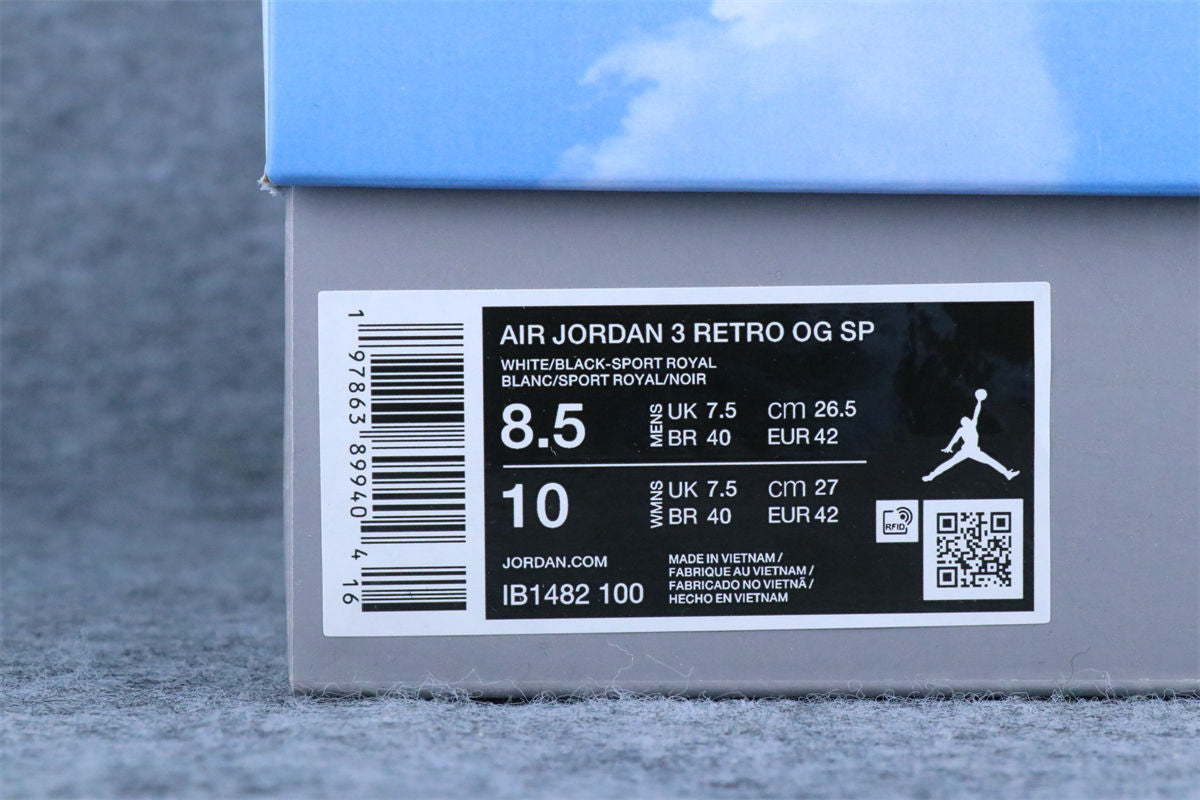 1 97863 89940 4 16
AIR JORDAN 3 RETRO OG SP
WHITE/BLACK-SPORT ROYAL
BLANC/SPORT ROYAL/NOIR
8.5 MENS UK 7.5 cm 26.5
BR 40 EUR 42
10 WMNS UK 7.5 cm 27
BR 40 EUR 42
RFID
JORDAN.COM
IB1482 100
MADE IN VIETNAM /
FABRIQUE AU VIETNAM /
FABRICADO NO VIETNÃ /
HECHO EN VIETNAM